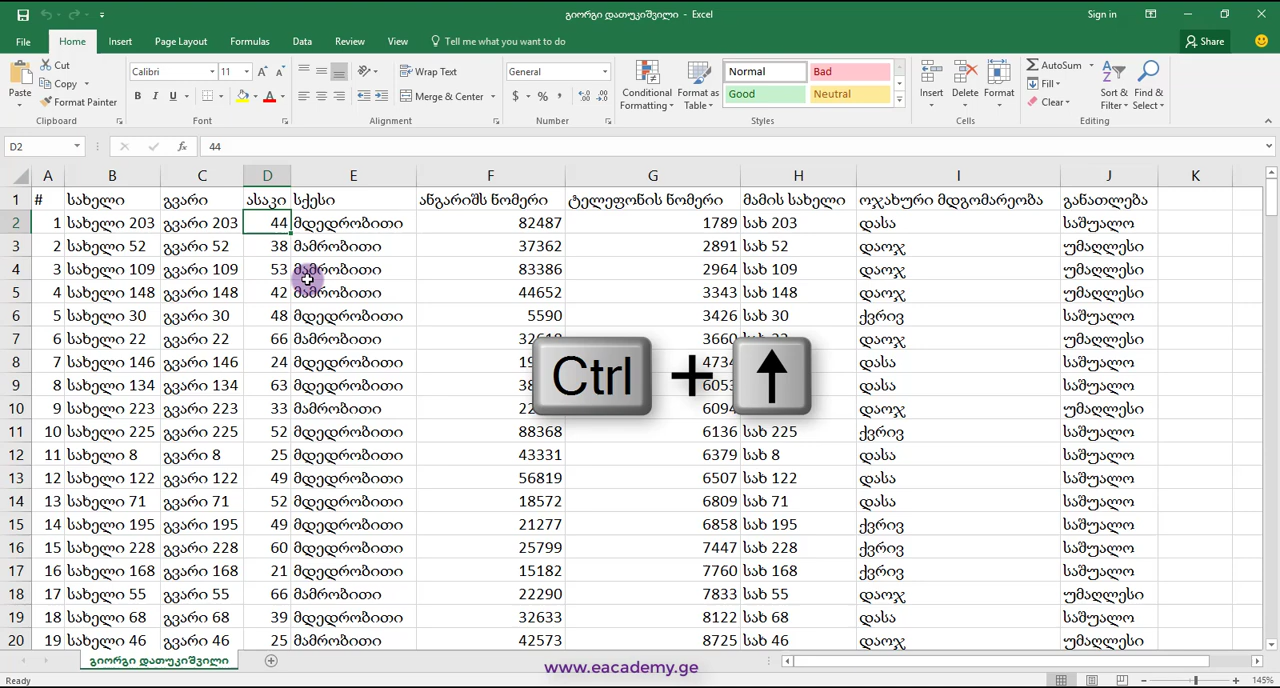 გიორგი დათუკიშვილი - Excel
Sign in
File Home Insert Page Layout Formulas Data Review View Tell me what you want to do Share
Paste Cut Copy Format Painter Clipboard
Calibri 11 B I U A Font
Wrap Text Merge & Center Alignment
General $ % , Number
Conditional Formatting Format as Table Normal Bad Good Neutral Styles
Insert Delete Format Cells
AutoSum Fill Clear Sort & Filter Find & Select Editing
D2 fx 44
A B C D E F G H I J K
1 # სახელი გვარი ასაკი სქესი ანგარიშს ნომერი ტელეფონის ნომერი მამის სახელი ოჯახური მდგომარეობა განათლება
2 1 სახელი 203 გვარი 203 44 მდედრობითი 82487 1789 სახ 203 დასა საშუალო
3 2 სახელი 52 გვარი 52 38 მამრობითი 37362 2891 სახ 52 დაოჯ უმაღლესი
4 3 სახელი 109 გვარი 109 53 მამრობითი 83386 2964 სახ 109 დაოჯ უმაღლესი
5 4 სახელი 148 გვარი 148 42 მამრობითი 44652 3343 სახ 148 დაოჯ უმაღლესი
6 5 სახელი 30 გვარი 30 48 მდედრობითი 5590 3426 სახ 30 ქვრივ საშუალო
7 6 სახელი 22 გვარი 22 66 მამრობითი 3660 დაოჯ უმაღლესი
8 7 სახელი 146 გვარი 146 24 მდედრობითი 4734 დასა საშუალო
9 8 სახელი 134 გვარი 134 63 მდედრობითი 6053 დასა საშუალო
10 9 სახელი 223 გვარი 223 33 მამრობითი 6094 დაოჯ უმაღლესი
Ctrl + ↑
11 10 სახელი 225 გვარი 225 52 მდედრობითი 88368 6136 სახ 225 ქვრივ საშუალო
12 11 სახელი 8 გვარი 8 25 მდედრობითი 43331 6379 სახ 8 დასა საშუალო
13 12 სახელი 122 გვარი 122 49 მდედრობითი 56819 6507 სახ 122 დასა საშუალო
14 13 სახელი 71 გვარი 71 52 მდედრობითი 18572 6809 სახ 71 დასა საშუალო
15 14 სახელი 195 გვარი 195 49 მდედრობითი 21277 6858 სახ 195 ქვრივ საშუალო
16 15 სახელი 228 გვარი 228 60 მდედრობითი 25799 7447 სახ 228 ქვრივ საშუალო
17 16 სახელი 168 გვარი 168 21 მდედრობითი 15182 7760 სახ 168 ქვრივ საშუალო
18 17 სახელი 55 გვარი 55 66 მამრობითი 22290 7833 სახ 55 დაოჯ უმაღლესი
19 18 სახელი 68 გვარი 68 39 მდედრობითი 32633 8122 სახ 68 დასა საშუალო
20 19 სახელი 46 გვარი 46 25 მამრობითი 42573 8725 სახ 46 დაოჯ უმაღლესი
გიორგი დათუკიშვილი
www.eacademy.ge
Ready 145%